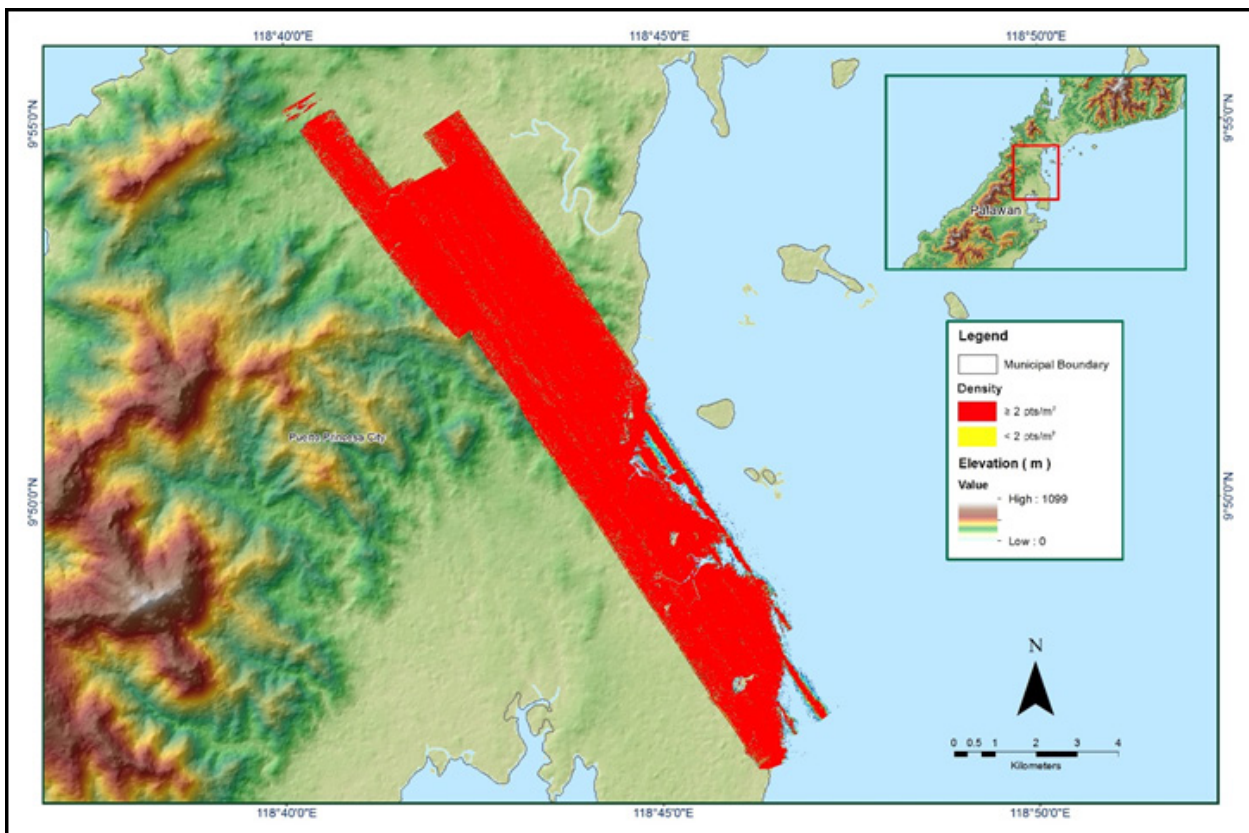 118°40'0"E
118°45'0"E
118°50'0"E
9°55'0"N
9°55'0"N
Palawan
Legend
Municipal Boundary
Density
≥ 2 pts/m²
< 2 pts/m²
Elevation ( m )
Value
High : 1099
Low : 0
Puerto Princesa City
9°50'0"N
9°50'0"N
N
0 0.5 1 2 3 4
Kilometers
118°40'0"E
118°45'0"E
118°50'0"E